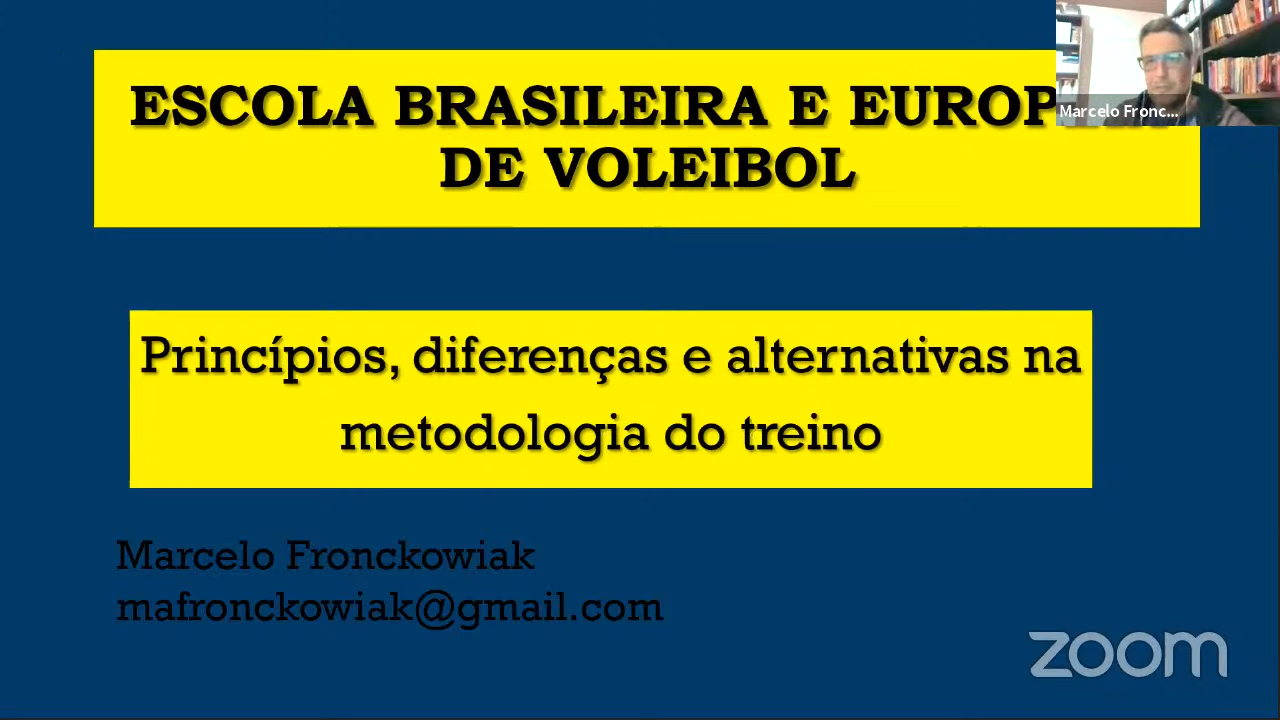 ESCOLA BRASILEIRA E EUROP
DE VOLEIBOL
Marcelo Fronc...
Princípios, diferenças e alternativas na
metodologia do treino
Marcelo Fronckowiak
mafronckowiak@gmail.com
zoom